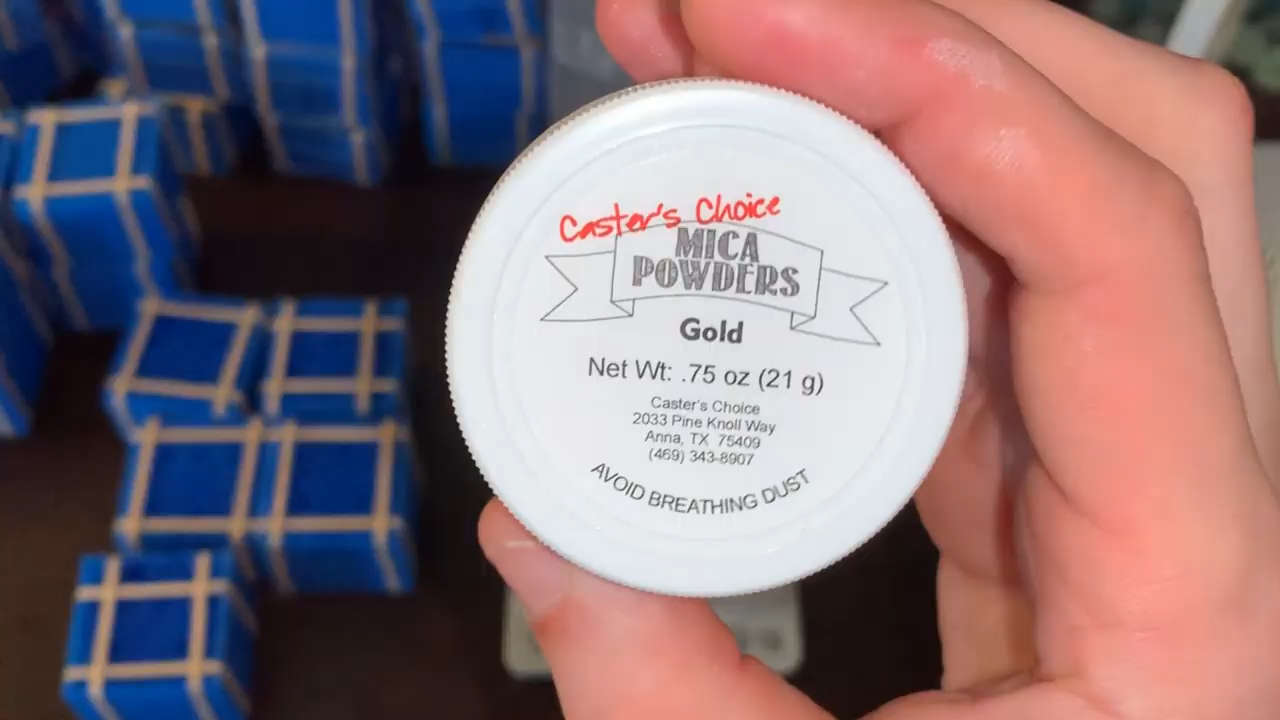 Caster's Choice
MICA
POWDERS
Gold
Net Wt: .75 oz (21 g)
Caster's Choice
2033 Pine Knoll Way
Anna, TX 75409
(469) 343-8907
AVOID BREATHING DUST